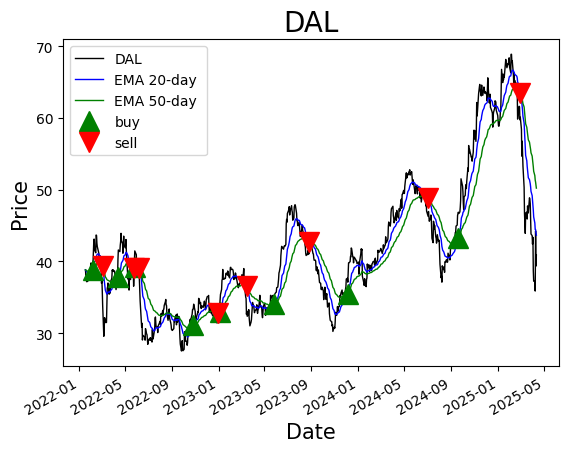 DAL
Price
70
60
50
40
30
DAL
EMA 20-day
EMA 50-day
buy
sell
2022-01
2022-05
2022-09
2023-01
2023-05
2023-09
2024-01
2024-05
2024-09
2025-01
2025-05
Date